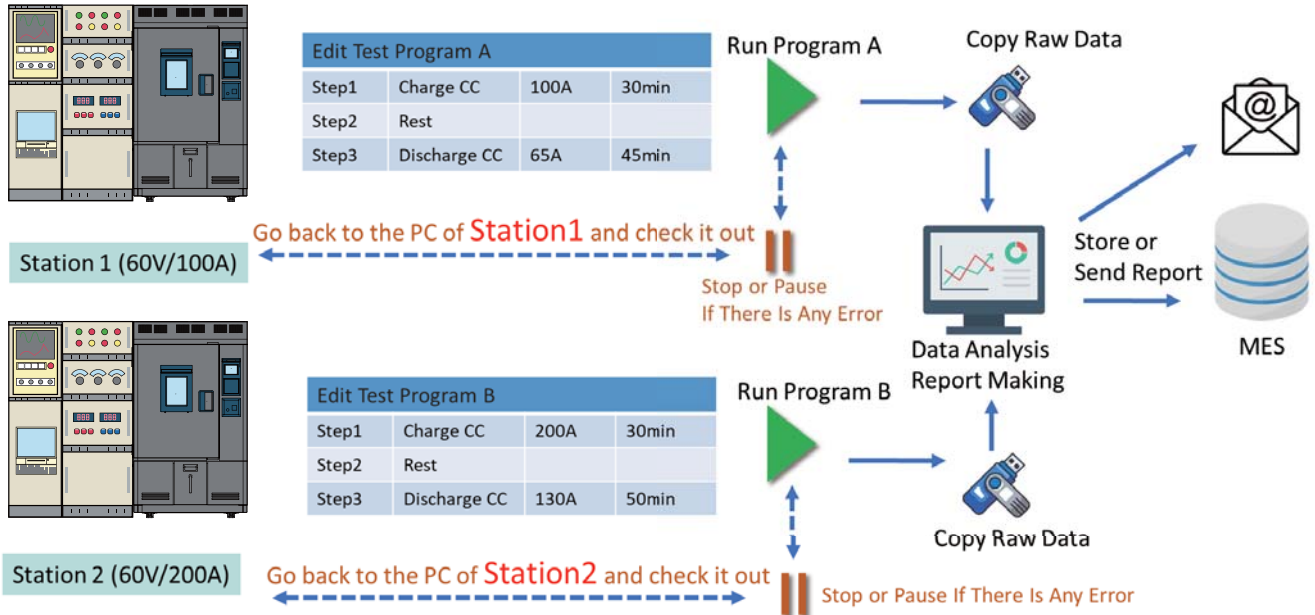 Edit Test Program A
Step1 Charge CC 100A 30min
Step2 Rest
Step3 Discharge CC 65A 45min
Run Program A
Copy Raw Data
@
Go back to the PC of Station1 and check it out
Station 1 (60V/100A)
Stop or Pause
If There Is Any Error
Store or
Send Report
MES
Data Analysis
Report Making
Edit Test Program B
Step1 Charge CC 200A 30min
Step2 Rest
Step3 Discharge CC 130A 50min
Run Program B
Copy Raw Data
Go back to the PC of Station2 and check it out
Station 2 (60V/200A)
Stop or Pause If There Is Any Error